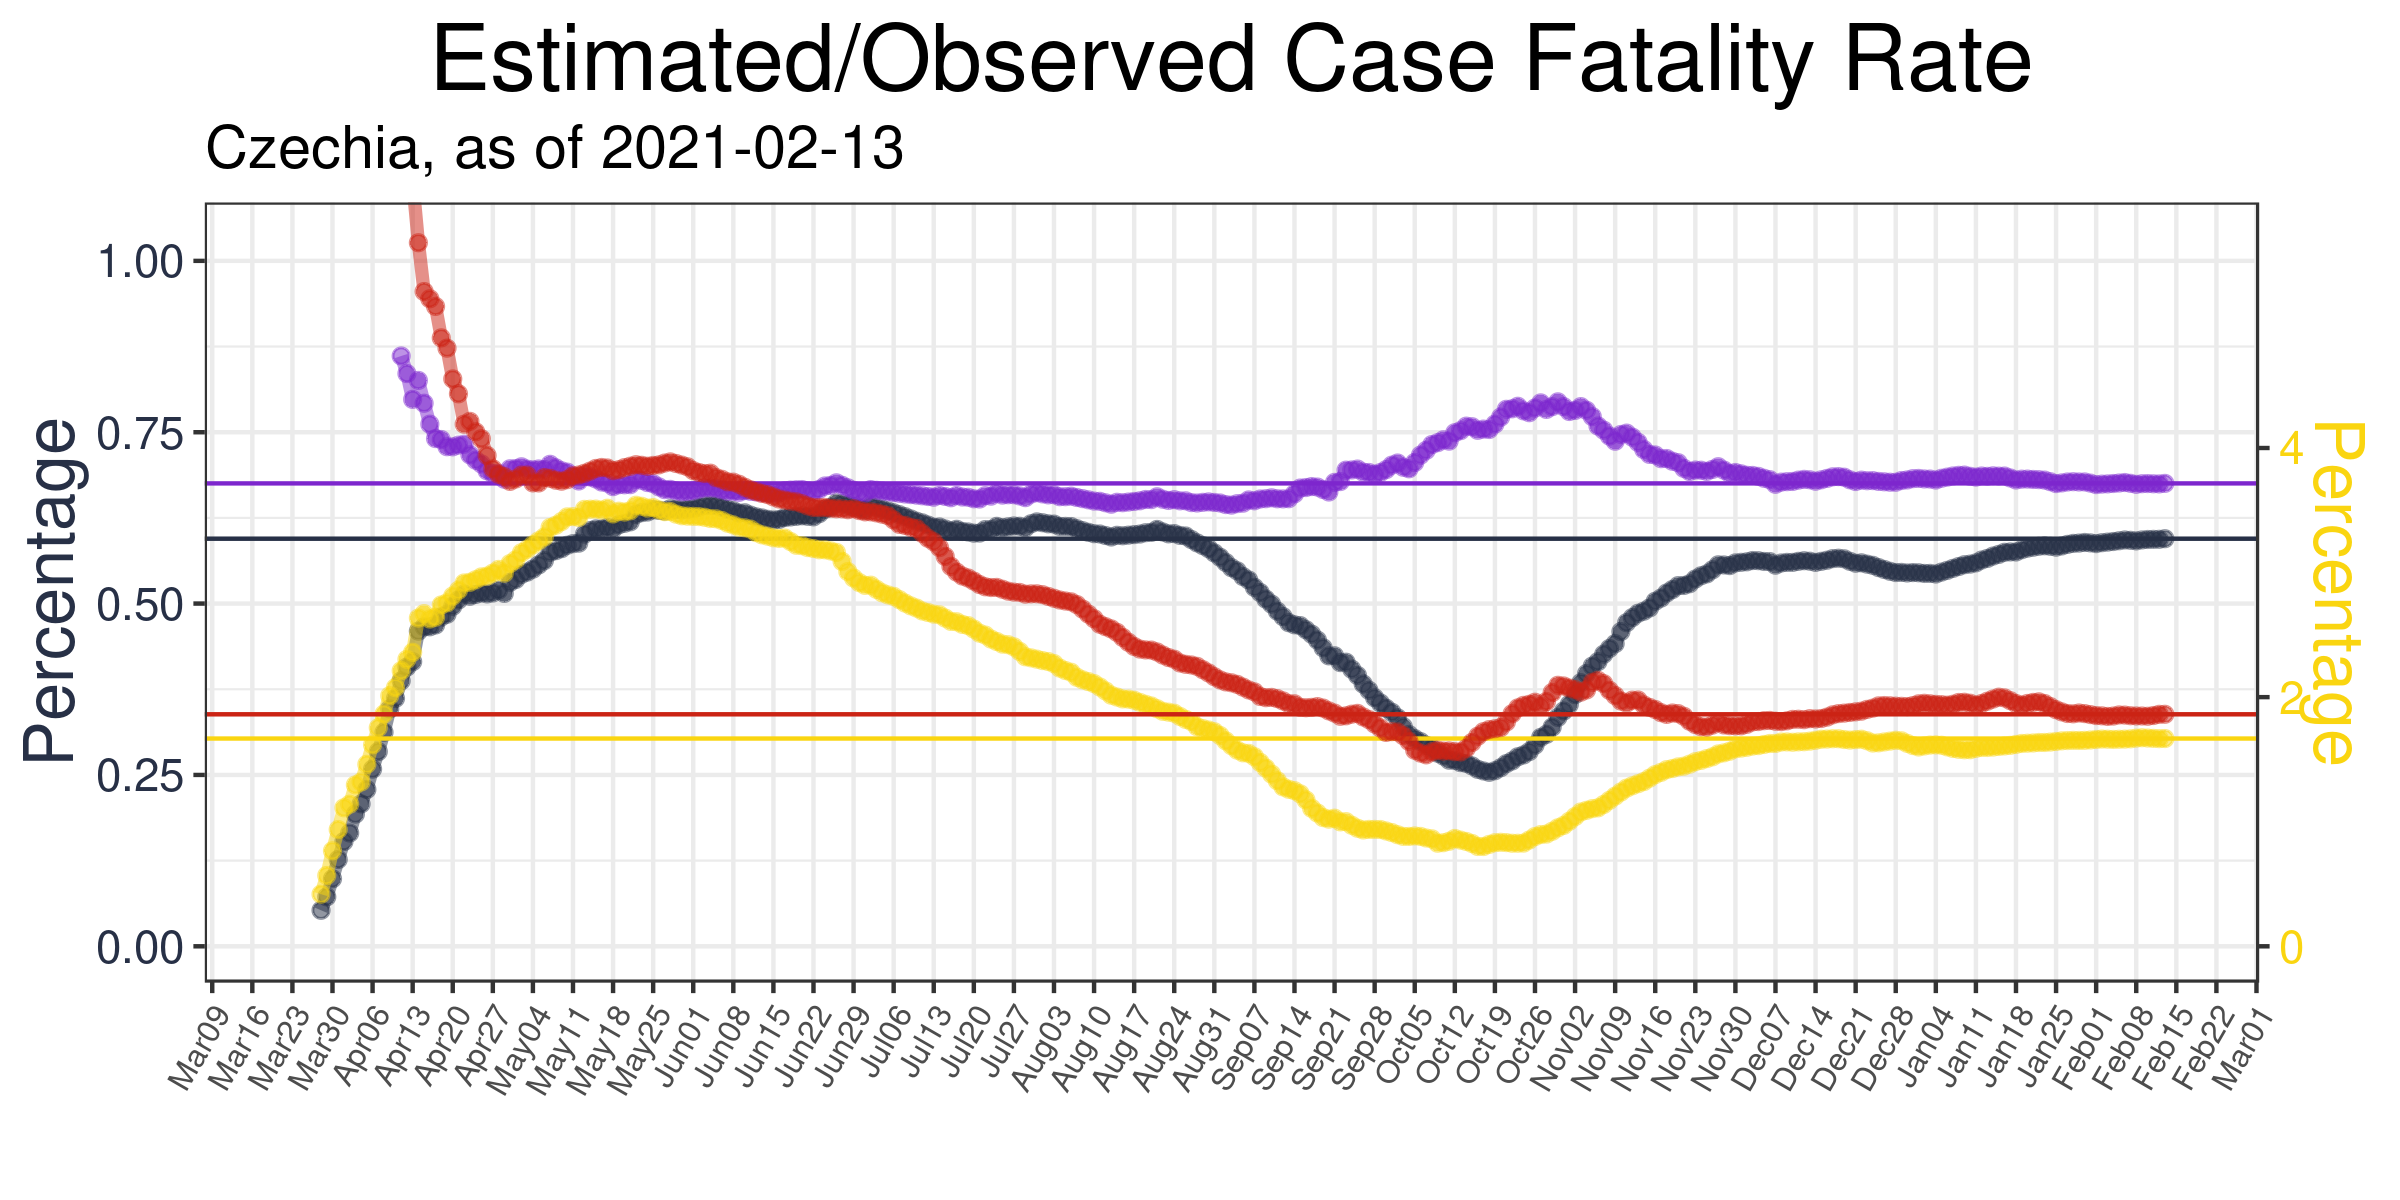 Estimated/Observed Case Fatality Rate
Czechia, as of 2021-02-13
Percentage
1.00
0.75
0.50
0.25
0.00
4
2
0
Percentage
Mar09 Mar16 Mar23 Mar30 Apr06 Apr13 Apr20 Apr27 May04 May11 May18 May25 Jun01 Jun08 Jun15 Jun22 Jun29 Jul06 Jul13 Jul20 Jul27 Aug03 Aug10 Aug17 Aug24 Aug31 Sep07 Sep14 Sep21 Sep28 Oct05 Oct12 Oct19 Oct26 Nov02 Nov09 Nov16 Nov23 Nov30 Dec07 Dec14 Dec21 Dec28 Jan04 Jan11 Jan18 Jan25 Feb01 Feb08 Feb15 Feb22 Mar01